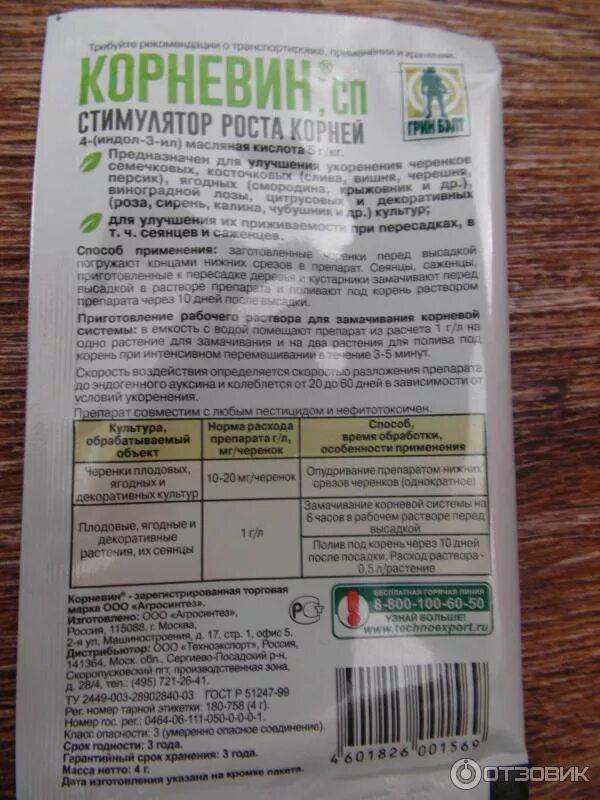 Требуйте рекомендации о транспортировке, применении и хранении.
КОРНЕВИН®, СП
СТИМУЛЯТОР РОСТА КОРНЕЙ
ГРИН БЭЛТ
4-(индол-3-ил) масляная кислота 5 г/кг.
Предназначен для улучшения укоренения черенков
семечковых, косточковых (слива, вишня, черешня,
персик), ягодных (смородина, крыжовник и др.),
виноградной лозы, цитрусовых и декоративных
(роза, сирень, калина, чубушник и др.) культур;
для улучшения их приживаемости при пересадках, в
т. ч. сеянцев и саженцев.
Способ применения: заготовленные черенки перед высадкой
погружают концами нижних срезов в препарат. Сеянцы, саженцы,
приготовленные к пересадке деревья и кустарники замачивают перед
высадкой в растворе препарата и поливают под корень раствором
препарата через 10 дней после высадки.
Приготовление рабочего раствора для замачивания корневой
системы: в емкость с водой помещают препарат из расчета 1 г/л на
одно растение для замачивания и на два растения для полива под
корень при интенсивном перемешивании в течение 3-5 минут.
Скорость воздействия определяется скоростью разложения препарата
до эндогенного ауксина и колеблется от 20 до 60 дней в зависимости от
условий укоренения.
Препарат совместим с любым пестицидом и нефитотоксичен.
Культура,
обрабатываемый
объект
Норма расхода
препарата г/л,
мг/черенок
Способ,
время обработки,
особенности применения
Черенки плодовых,
ягодных и
декоративных культур
10-20 мг/черенок
Опудривание препаратом нижних
срезов черенков (однократное)
Плодовые, ягодные и
декоративные
растения, их сеянцы
1 г/л
Замачивание корневой системы на
6 часов в рабочем растворе перед
высадкой
Полив под корень через 10 дней
после посадки. Расход раствора -
0,5 л/растение
Корневин® - зарегистрированная торговая
марка ООО «Агросинтез».
Изготовлено: ООО «Агросинтез»,
Россия, 115088, г. Москва,
2-я ул. Машиностроения, д. 17, стр. 1, офис 5.
Дистрибьютор: ООО «Техноэкспорт», Россия,
141364, Моск. обл., Сергиево-Посадский р-н,
Скоропусковский пгт, производственная зона,
д. 28/4, тел.: (495) 721-26-41.
ТУ 2449-003-28902840-03 ГОСТ Р 51247-99
Номер рег. тарной этикетки: 180-758 (4 г)
Номер гос. рег.: 0464-06-111-050-0-0-0-1.
Класс опасности: 3 (умеренно опасное соединение).
Срок годности: 3 года.
Гарантийный срок хранения: 3 года.
Масса нетто: 4 г.
Дата изготовления указана на кромке пакета.
БЕСПЛАТНАЯ ГОРЯЧАЯ ЛИНИЯ
8-800-100-60-50
УЗНАЙ БОЛЬШЕ!
www.technoexport.ru
4601826001569
ОТЗОВИК